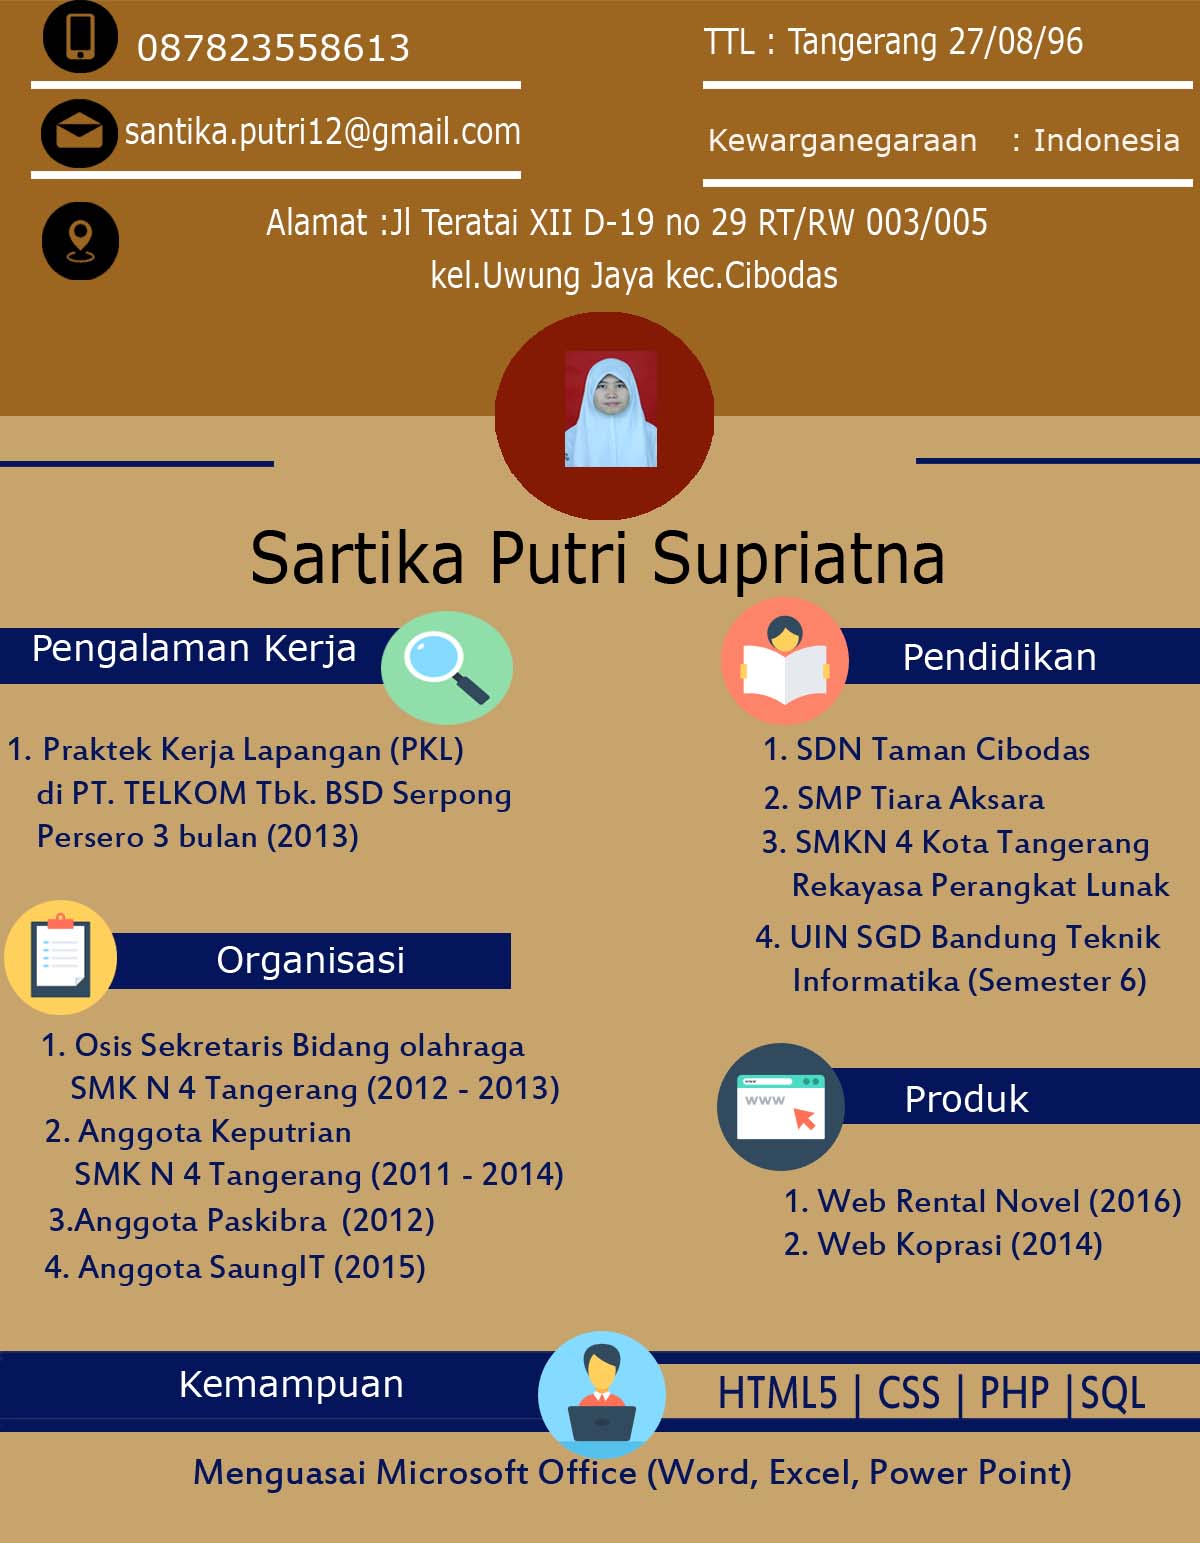 087823558613
TTL : Tangerang 27/08/96
santika.putri12@gmail.com
Kewarganegaraan : Indonesia
Alamat :Jl Teratai XII D-19 no 29 RT/RW 003/005
kel.Uwung Jaya kec.Cibodas
Sartika Putri Supriatna
Pengalaman Kerja
1. Praktek Kerja Lapangan (PKL)
di PT. TELKOM Tbk. BSD Serpong
Persero 3 bulan (2013)
Organisasi
1. Osis Sekretaris Bidang olahraga
SMK N 4 Tangerang (2012 - 2013)
2. Anggota Keputrian
SMK N 4 Tangerang (2011 - 2014)
3.Anggota Paskibra (2012)
4. Anggota SaungIT (2015)
Pendidikan
1. SDN Taman Cibodas
2. SMP Tiara Aksara
3. SMKN 4 Kota Tangerang
Rekayasa Perangkat Lunak
4. UIN SGD Bandung Teknik
Informatika (Semester 6)
www
WWW
Produk
1. Web Rental Novel (2016)
2. Web Koprasi (2014)
Kemampuan
HTML5 | CSS | PHP |SQL
Menguasai Microsoft Office (Word, Excel, Power Point)